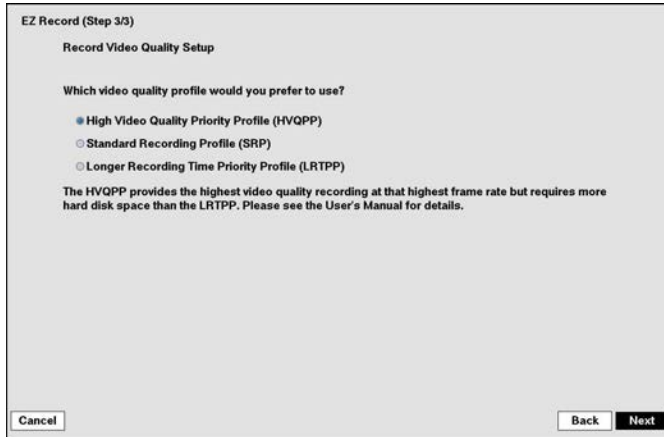 EZ Record (Step 3/3)
Record Video Quality Setup
Which video quality profile would you prefer to use?
High Video Quality Priority Profile (HVQPP)
Standard Recording Profile (SRP)
Longer Recording Time Priority Profile (LRTPP)
The HVQPP provides the highest video quality recording at that highest frame rate but requires more
hard disk space than the LRTPP. Please see the User's Manual for details.
Cancel
Back
Next